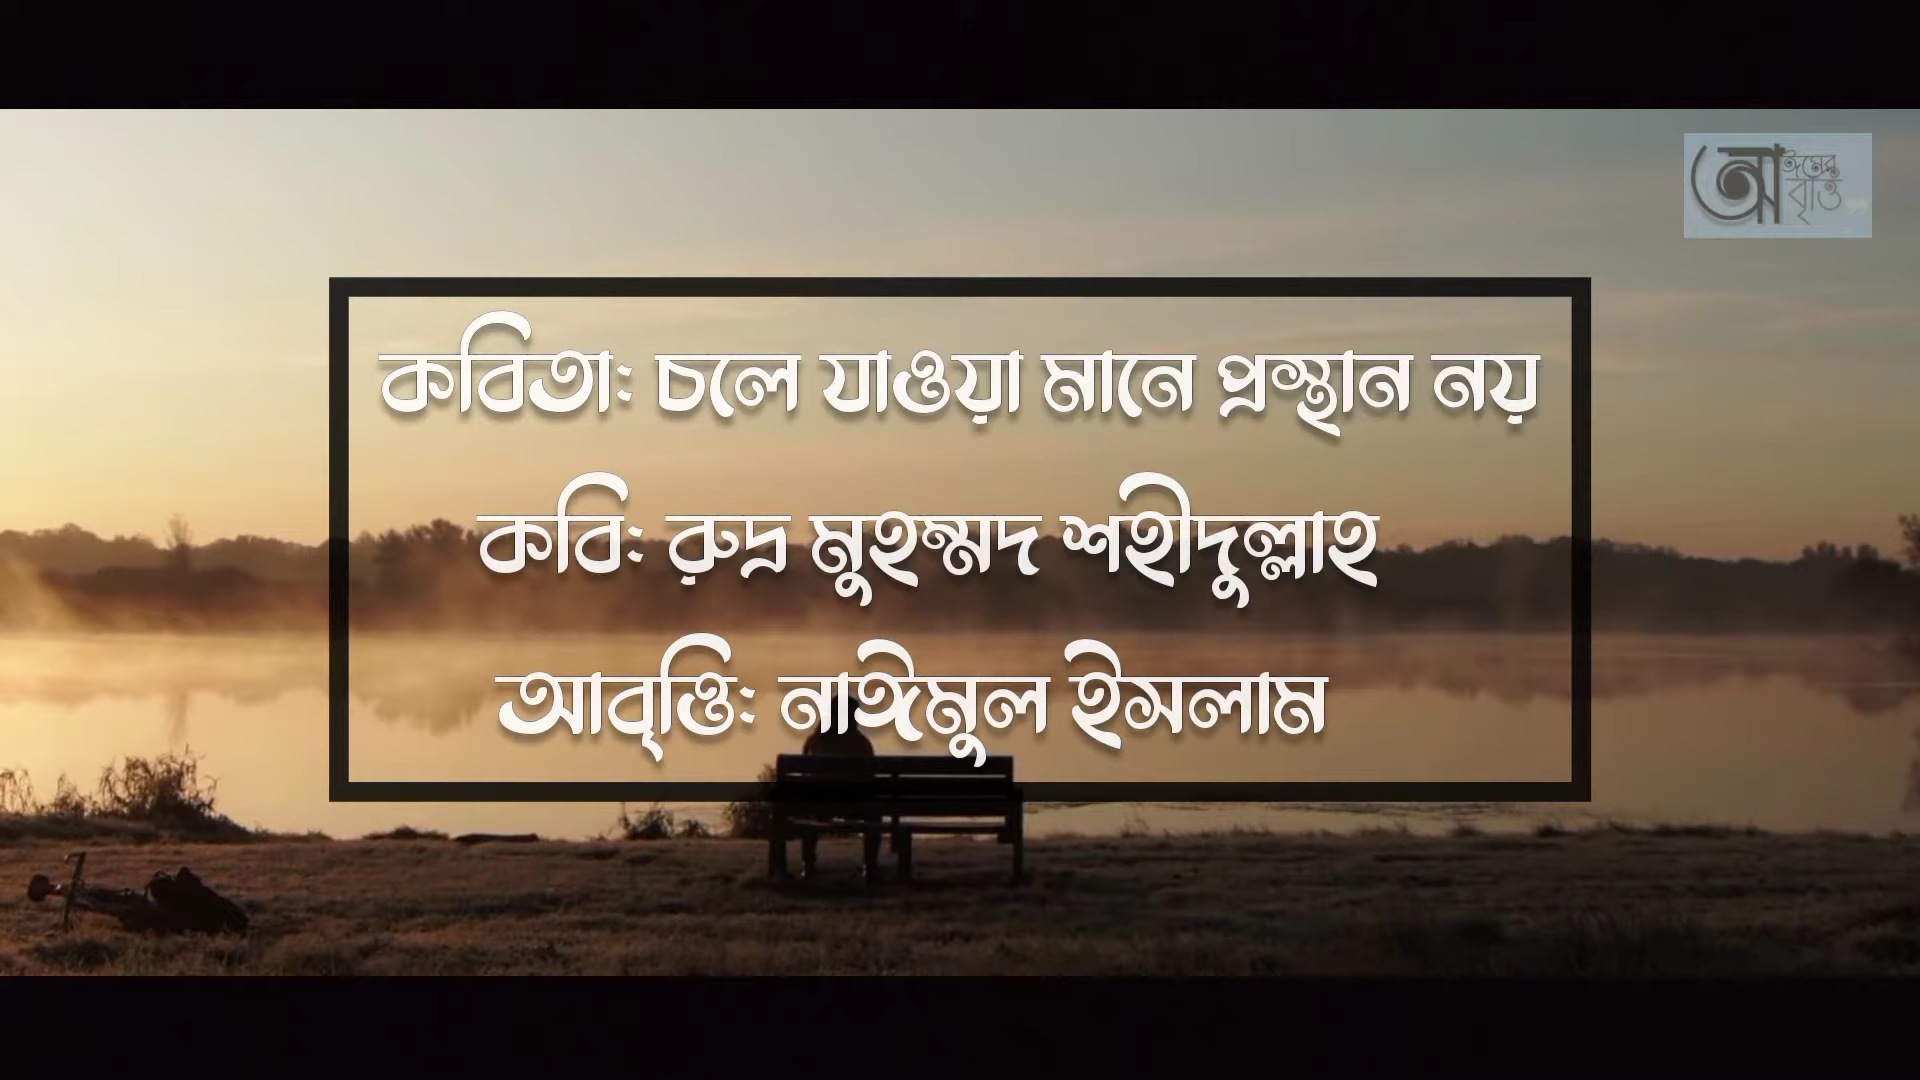 কবিতাঃ চলে যাওয়া মানে প্রস্থান নয়
কবিঃ রুদ্র মুহম্মদ শহীদুল্লাহ
আবৃত্তিঃ নাঈমুল ইসলাম